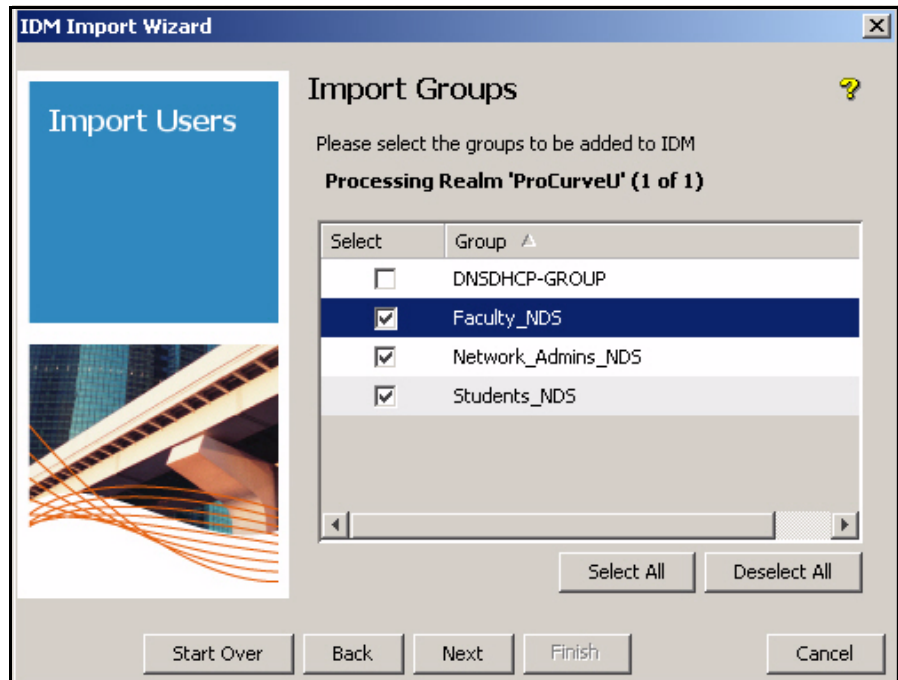 IDM Import Wizard
Import Users
Import Groups
Please select the groups to be added to IDM
Processing Realm 'ProCurveU' (1 of 1)
Select Group
DNSDHCP-GROUP
Faculty_NDS
Network_Admins_NDS
Students_NDS
Select All Deselect All
Start Over Back Next Finish Cancel